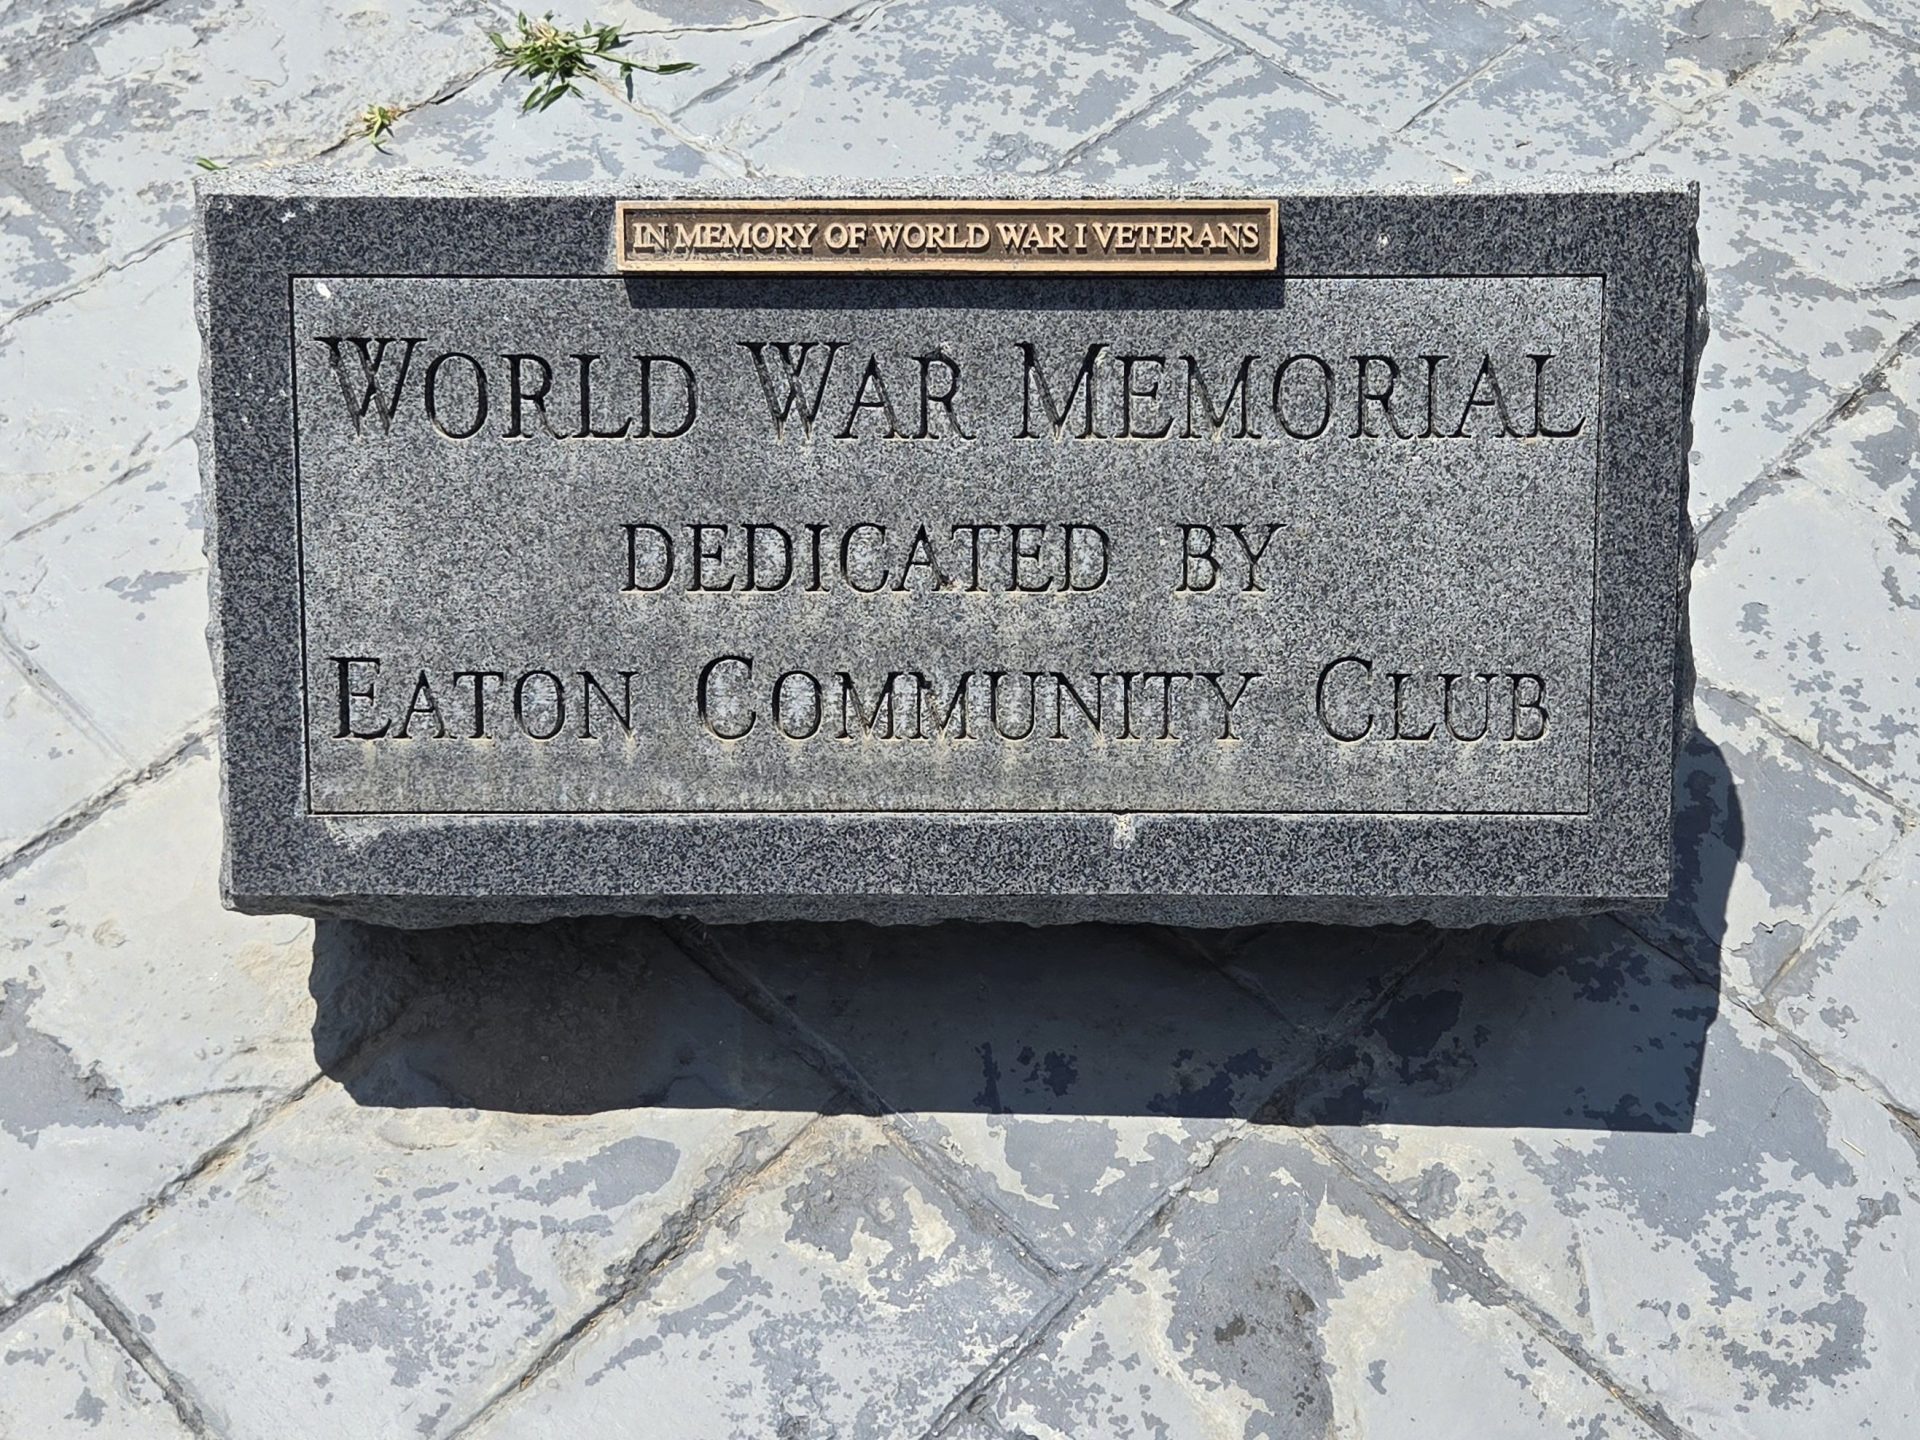 IN MEMORY OF WORLD WAR I VETERANS
WORLD WAR MEMORIAL
DEDICATED BY
EATON COMMUNITY CLUB